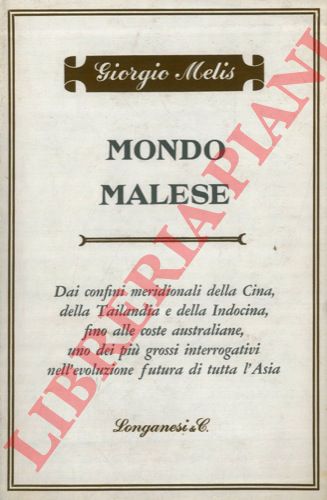 Giorgio Melis
MONDO
MALESE
Dai confini meridionali della Cina,
della Tailandia e della Indocina,
fino alle coste australiane,
uno dei più grossi interrogativi
nell'evoluzione futura di tutta l'Asia
Longanesi & C.
LIBRERIA PIANI